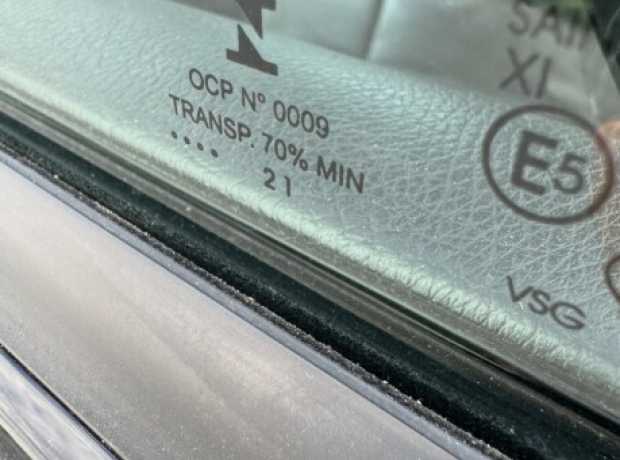 OCP N° 0009
TRANSP. 70% MIN
•••• 21
XI
E5
VSG